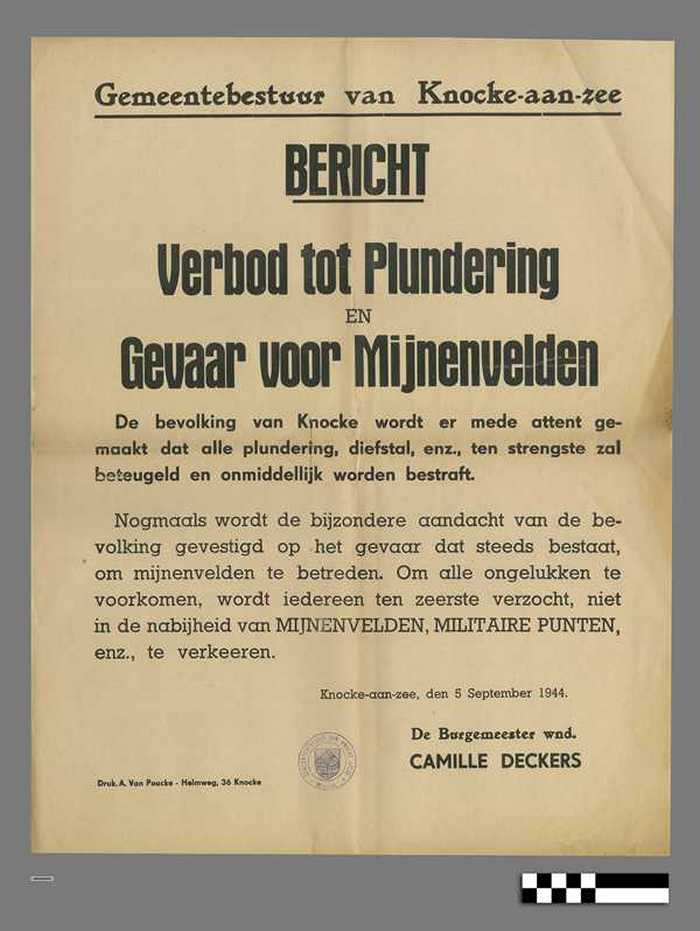 Gemeentebestuur van Knocke-aan-zee
BERICHT
Verbod tot Plundering
EN
Gevaar voor Mijnenvelden
De bevolking van Knocke wordt er mede attent ge-
maakt dat alle plundering, diefstal, enz., ten strengste zal
beteugeld en onmiddellijk worden bestraft.
Nogmaals wordt de bijzondere aandacht van de be-
volking gevestigd op het gevaar dat steeds bestaat,
om mijnenvelden te betreden. Om alle ongelukken te
voorkomen, wordt iedereen ten zeerste verzocht, niet
in de nabijheid van MIJNENVELDEN, MILITAIRE PUNTEN,
enz., te verkeeren.
Knocke-aan-zee, den 5 September 1944.
De Burgemeester wnd.
CAMILLE DECKERS
Druk. A. Van Poucke - Helmweg, 36 Knocke